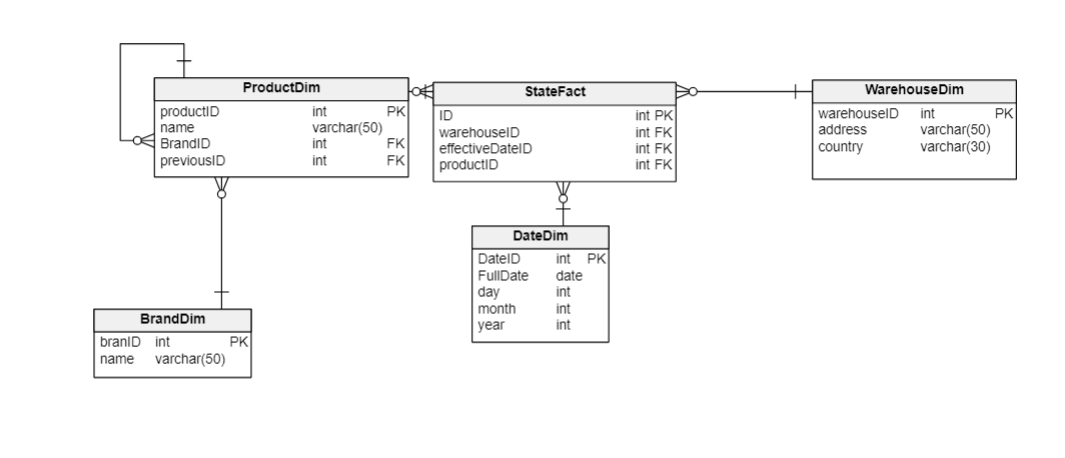 ProductDim
productID int PK
name varchar(50)
BrandID int FK
previousID int FK
StateFact
ID int PK
warehouseID int FK
effectiveDateID int FK
productID int FK
WarehouseDim
warehouseID int PK
address varchar(50)
country varchar(30)
DateDim
DateID int PK
FullDate date
day int
month int
year int
BrandDim
branID int PK
name varchar(50)